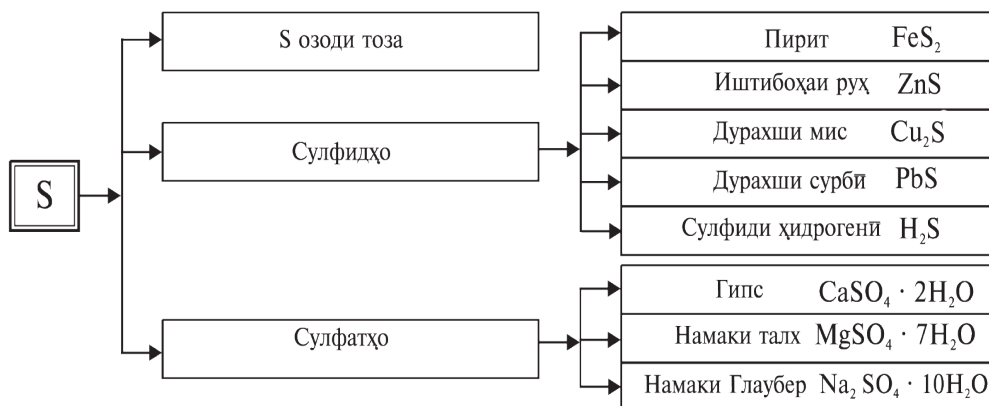 S
S озоди тоза
Сулфидҳо
Пирит FeS₂
Иштибоҳаи руҳ ZnS
Дурахши мис Cu₂S
Дурахши сурбӣ PbS
Сулфиди ҳидрогенӣ H₂S
Сулфатҳо
Гипс CaSO₄ · 2H₂O
Намаки талх MgSO₄ · 7H₂O
Намаки Глаубер Na₂ SO₄ · 10H₂O